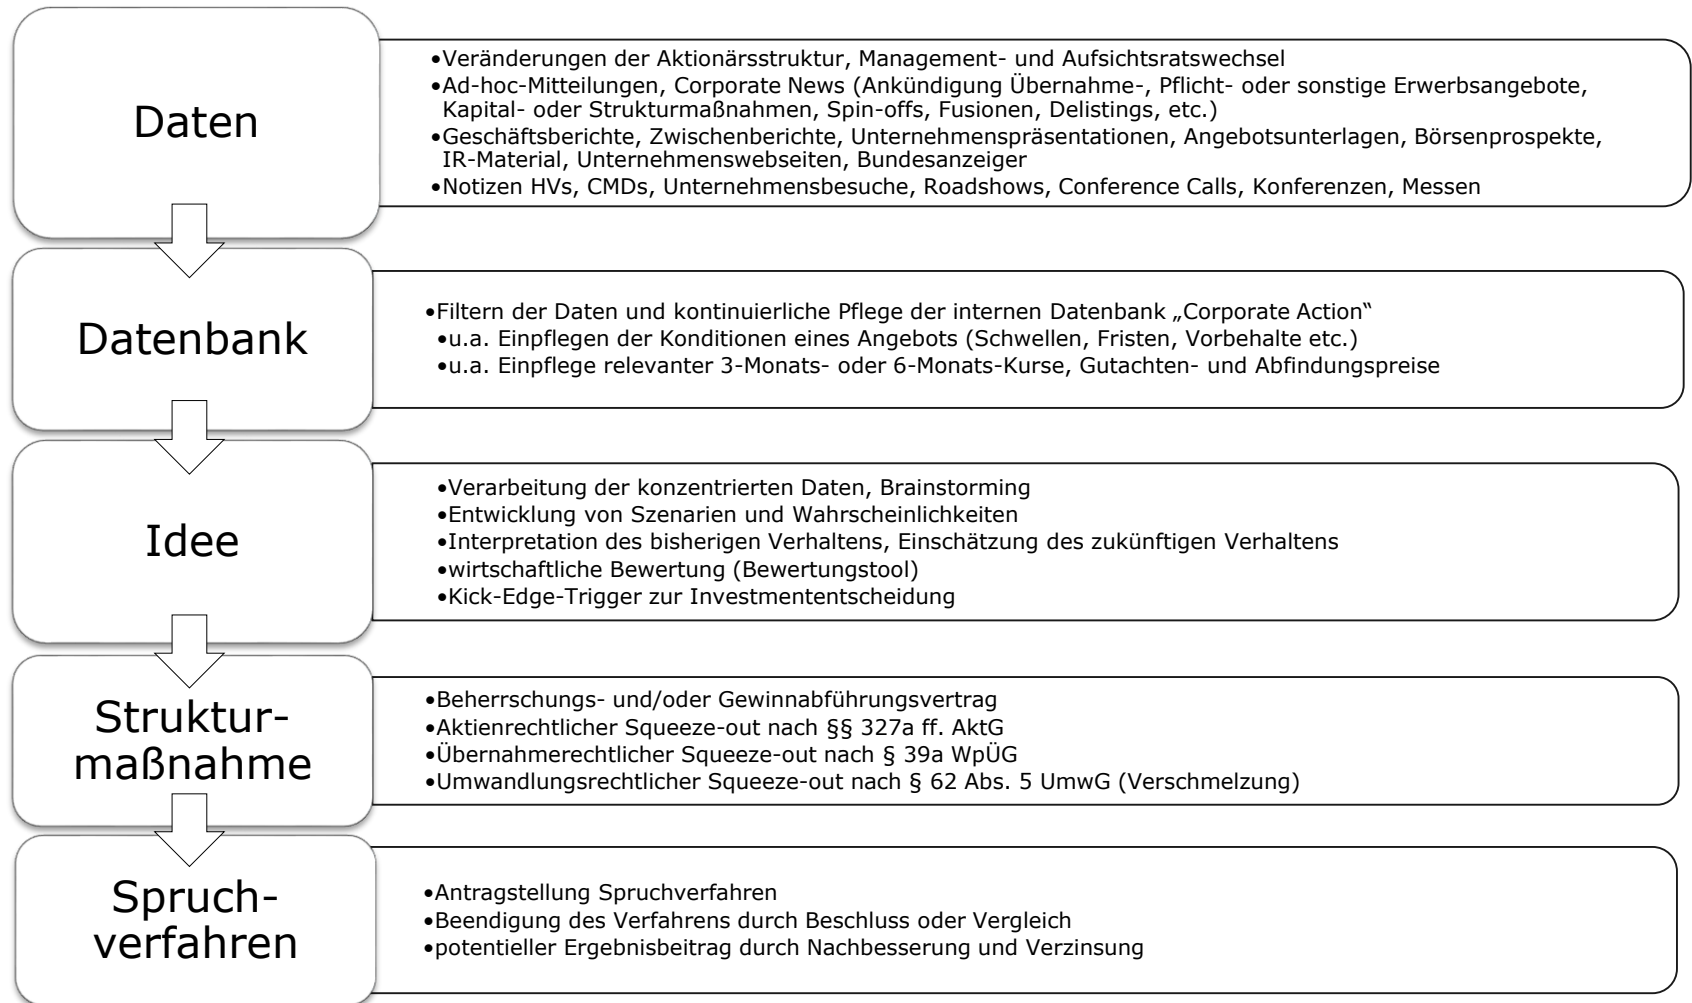 Daten
•Veränderungen der Aktionärsstruktur, Management- und Aufsichtsratswechsel
•Ad-hoc-Mitteilungen, Corporate News (Ankündigung Übernahme-, Pflicht- oder sonstige Erwerbsangebote,
Kapital- oder Strukturmaßnahmen, Spin-offs, Fusionen, Delistings, etc.)
•Geschäftsberichte, Zwischenberichte, Unternehmenspräsentationen, Angebotsunterlagen, Börsenprospekte,
IR-Material, Unternehmenswebseiten, Bundesanzeiger
•Notizen HVs, CMDs, Unternehmensbesuche, Roadshows, Conference Calls, Konferenzen, Messen
Datenbank
•Filtern der Daten und kontinuierliche Pflege der internen Datenbank „Corporate Action“
•u.a. Einpflegen der Konditionen eines Angebots (Schwellen, Fristen, Vorbehalte etc.)
•u.a. Einpflege relevanter 3-Monats- oder 6-Monats-Kurse, Gutachten- und Abfindungspreise
Idee
•Verarbeitung der konzentrierten Daten, Brainstorming
•Entwicklung von Szenarien und Wahrscheinlichkeiten
•Interpretation des bisherigen Verhaltens, Einschätzung des zukünftigen Verhaltens
•wirtschaftliche Bewertung (Bewertungstool)
•Kick-Edge-Trigger zur Investmententscheidung
Struktur-
maßnahme
•Beherrschungs- und/oder Gewinnabführungsvertrag
•Aktienrechtlicher Squeeze-out nach §§ 327a ff. AktG
•Übernahmerechtlicher Squeeze-out nach § 39a WpÜG
•Umwandlungsrechtlicher Squeeze-out nach § 62 Abs. 5 UmwG (Verschmelzung)
Spruch-
verfahren
•Antragstellung Spruchverfahren
•Beendigung des Verfahrens durch Beschluss oder Vergleich
•potentieller Ergebnisbeitrag durch Nachbesserung und Verzinsung